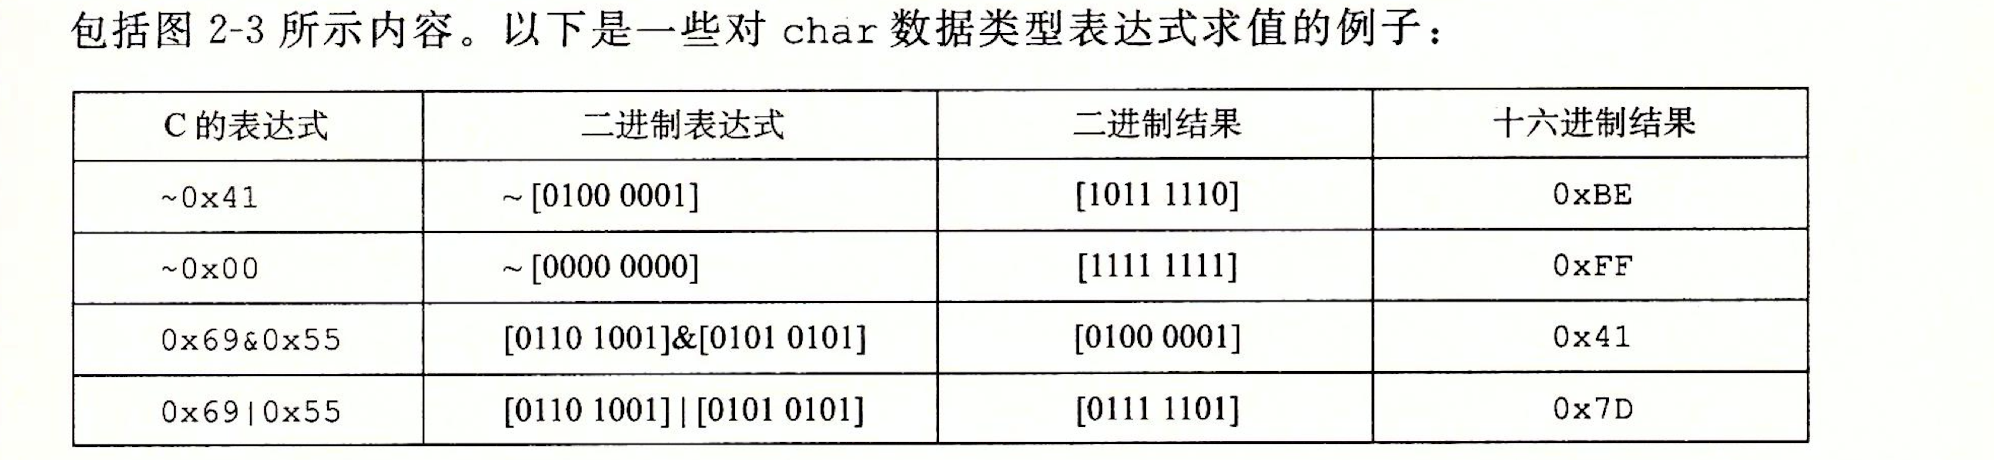 包括图 2-3 所示内容。以下是一些对 char 数据类型表达式求值的例子：
C 的表达式 二进制表达式 二进制结果 十六进制结果
~0x41 ~[0100 0001] [1011 1110] 0xBE
~0x00 ~[0000 0000] [1111 1111] 0xFF
0x69&0x55 [0110 1001]&[0101 0101] [0100 0001] 0x41
0x69|0x55 [0110 1001] | [0101 0101] [0111 1101] 0x7D